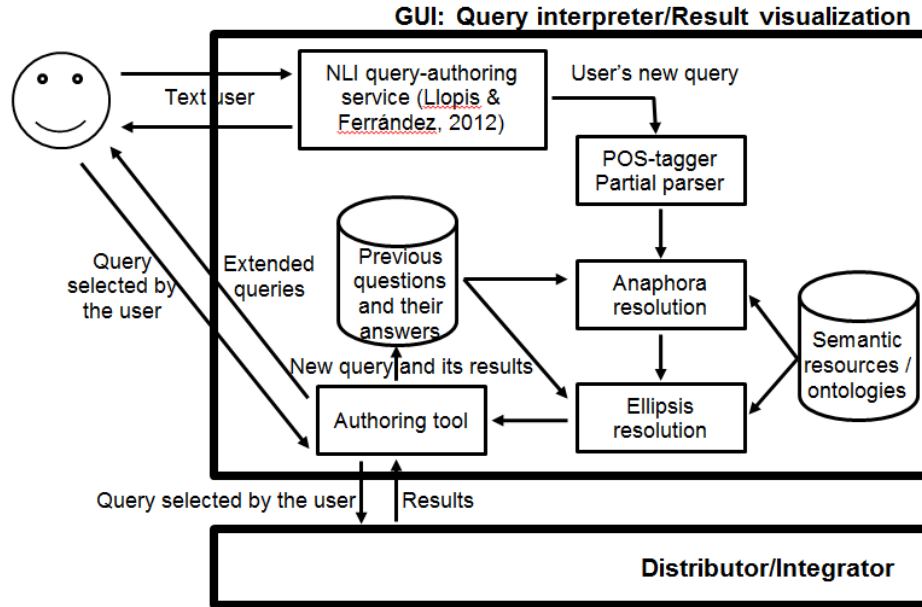 GUI: Query interpreter/Result visualization
NLI query-authoring
service (Llopis &
Ferrández, 2012)
Text user
User's new query
POS-tagger
Partial parser
Previous
questions
and their
answers
Anaphora
resolution
Semantic
resources /
ontologies
Query
selected by
the user
Extended
queries
New query and its results
Authoring tool
Ellipsis
resolution
Query selected by the user
Results
Distributor/Integrator